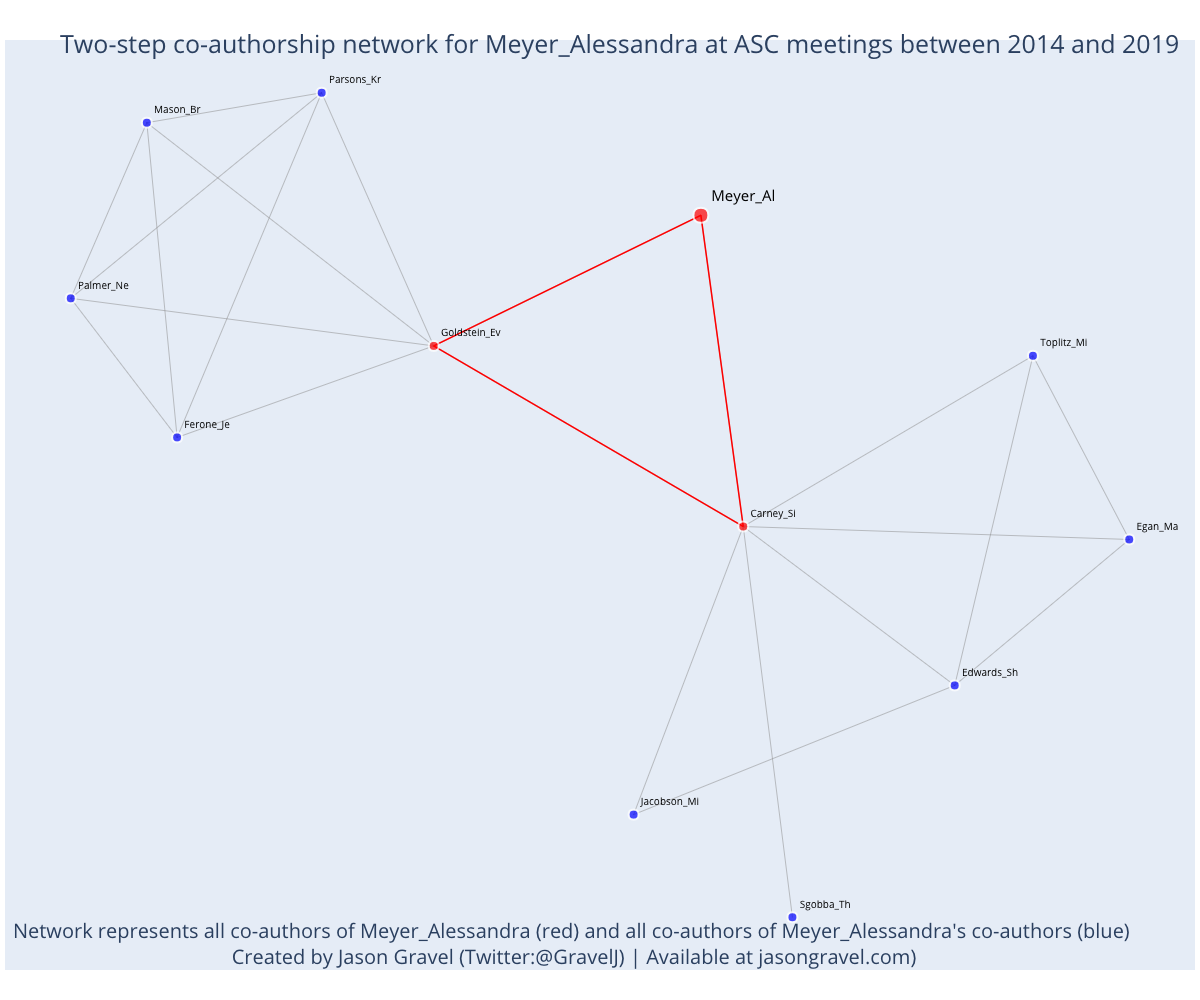 Two-step co-authorship network for Meyer_Alessandra at ASC meetings between 2014 and 2019
Parsons_Kr
Mason_Br
Meyer_Al
Palmer_Ne
Goldstein_Ev
Toplitz_Mi
Ferone_Je
Carney_Si
Egan_Ma
Edwards_Sh
Jacobson_Mi
Sgobba_Th
Network represents all co-authors of Meyer_Alessandra (red) and all co-authors of Meyer_Alessandra's co-authors (blue)
Created by Jason Gravel (Twitter:@GravelJ) | Available at jasongravel.com)